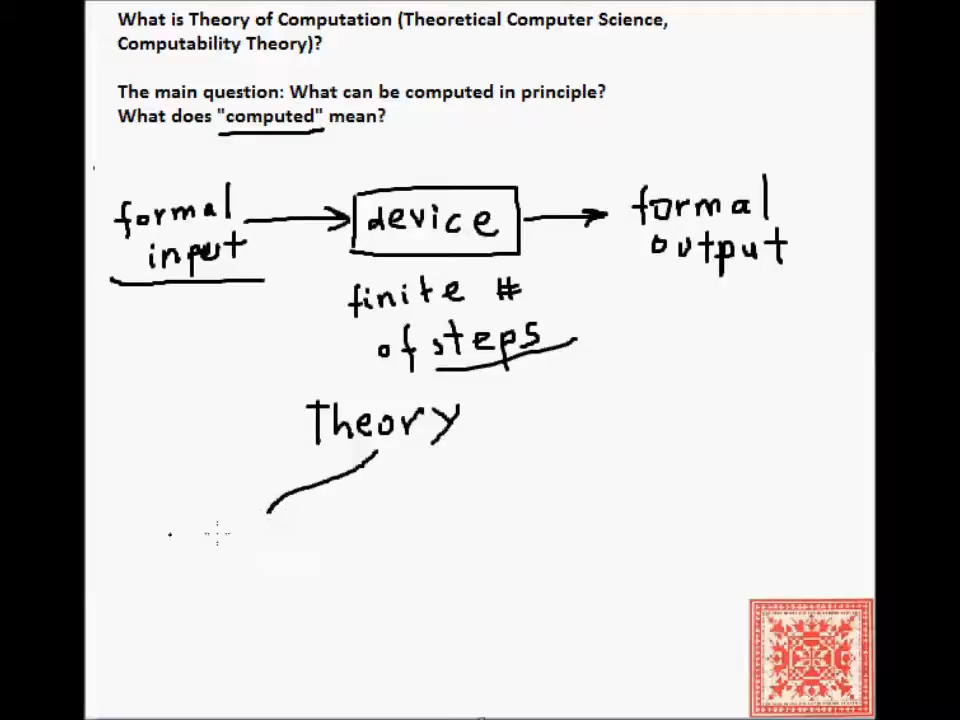 What is Theory of Computation (Theoretical Computer Science,
Computability Theory)?
The main question: What can be computed in principle?
What does "computed" mean?
formal
input
device
formal
output
finite #
of steps
Theory